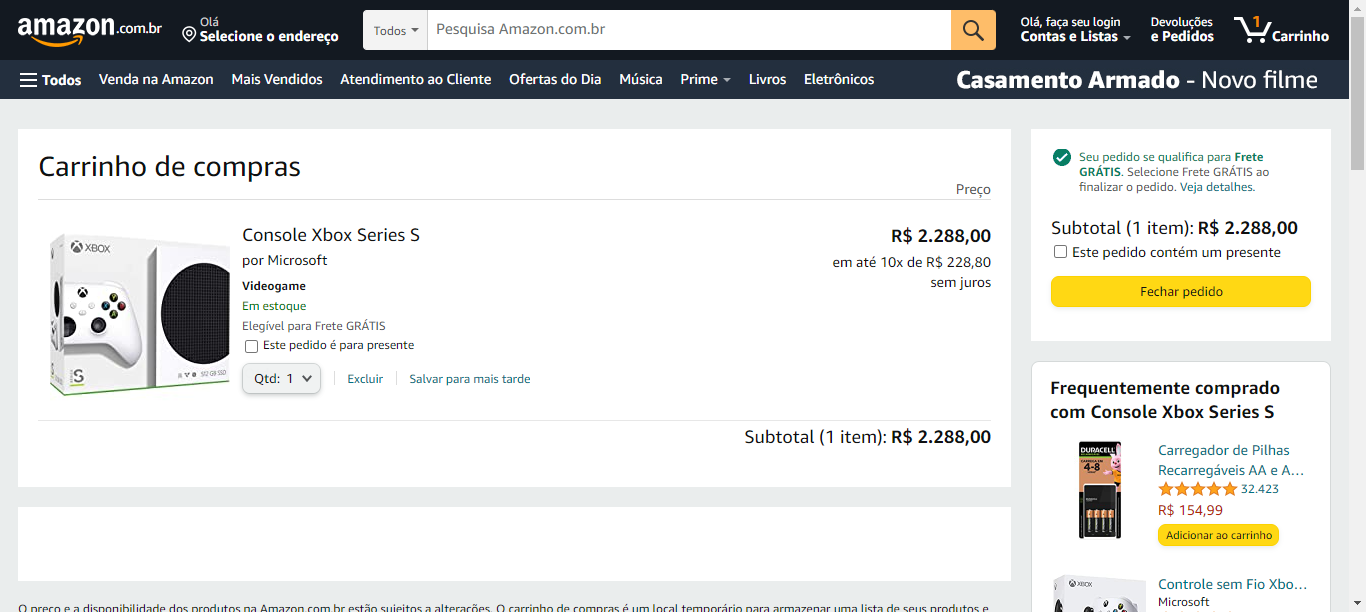 amazon.com.br
Olá
Selecione o endereço
Todos
Pesquisa Amazon.com.br
Olá, faça seu login
Contas e Listas
Devoluções
e Pedidos
1
Carrinho
Todos
Venda na Amazon
Mais Vendidos
Atendimento ao Cliente
Ofertas do Dia
Música
Prime
Livros
Eletrônicos
Casamento Armado - Novo filme
Carrinho de compras
Preço
XBOX
S
512 GB SSD
Console Xbox Series S
por Microsoft
Videogame
Em estoque
Elegível para Frete GRÁTIS
Este pedido é para presente
Qtd: 1
Excluir
Salvar para mais tarde
R$ 2.288,00
em até 10x de R$ 228,80
sem juros
Subtotal (1 item): R$ 2.288,00
Seu pedido se qualifica para Frete
GRÁTIS. Selecione Frete GRÁTIS ao
finalizar o pedido. Veja detalhes.
Subtotal (1 item): R$ 2.288,00
Este pedido contém um presente
Fechar pedido
Frequentemente comprado
com Console Xbox Series S
DURACELL
4-8
Carregador de Pilhas
Recarregáveis AA e A…
32.423
R$ 154,99
Adicionar ao carrinho
XBOX
Controle sem Fio Xbo…
Microsoft
O preço e a disponibilidade dos produtos na Amazon.com.br estão sujeitos a alterações. O carrinho de compras é um local temporário para armazenar uma lista de seus produtos e